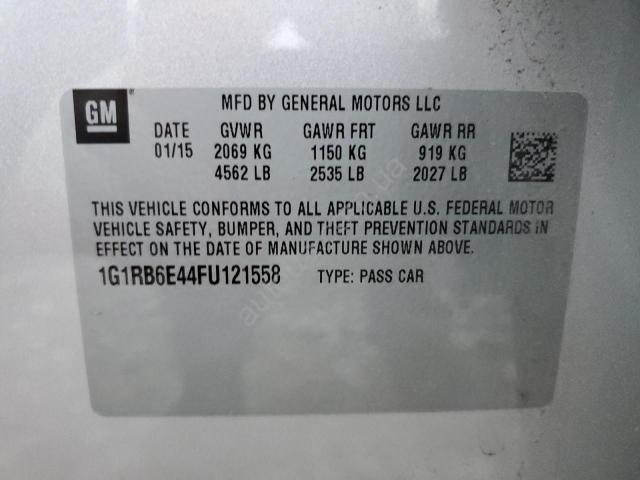 GM
MFD BY GENERAL MOTORS LLC
DATE GVWR GAWR FRT GAWR RR
01/15 2069 KG 1150 KG 919 KG
4562 LB 2535 LB 2027 LB
THIS VEHICLE CONFORMS TO ALL APPLICABLE U.S. FEDERAL MOTOR
VEHICLE SAFETY, BUMPER, AND THEFT PREVENTION STANDARDS IN
EFFECT ON THE DATE OF MANUFACTURE SHOWN ABOVE.
1G1RB6E44FU121558 TYPE: PASS CAR